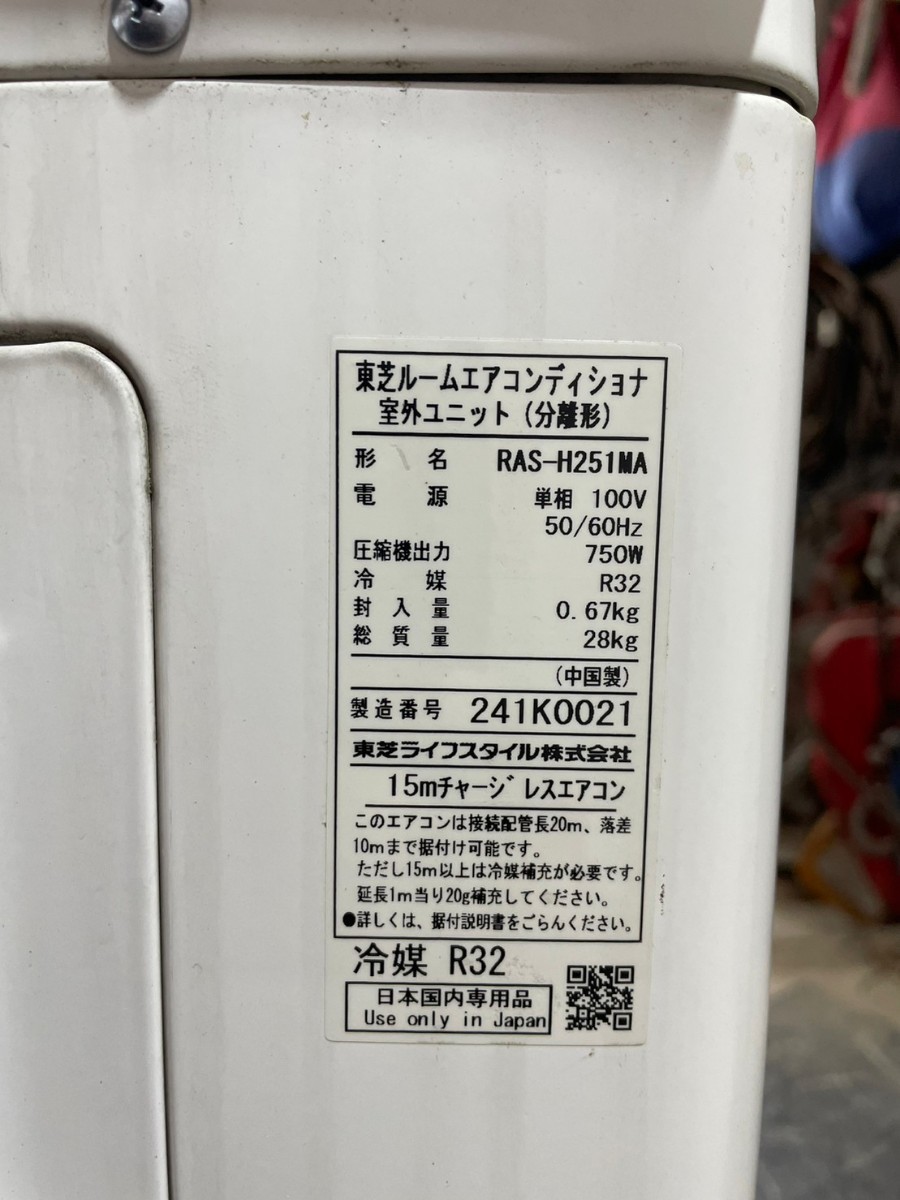 東芝ルームエアコンディショナ
室外ユニット（分離形）
形名 RAS-H251MA
電源 単相 100V
50/60Hz
圧縮機出力 750W
冷媒 R32
封入量 0.67kg
総質量 28kg
（中国製）
製造番号 241K0021
東芝ライフスタイル株式会社
15mチャージレスエアコン
このエアコンは接続配管長20m、落差
10mまで据付け可能です。
ただし15m以上は冷媒補充が必要です。
延長1m当り20g補充してください。
●詳しくは、据付説明書をごらんください。
冷媒 R32
日本国内専用品
Use only in Japan